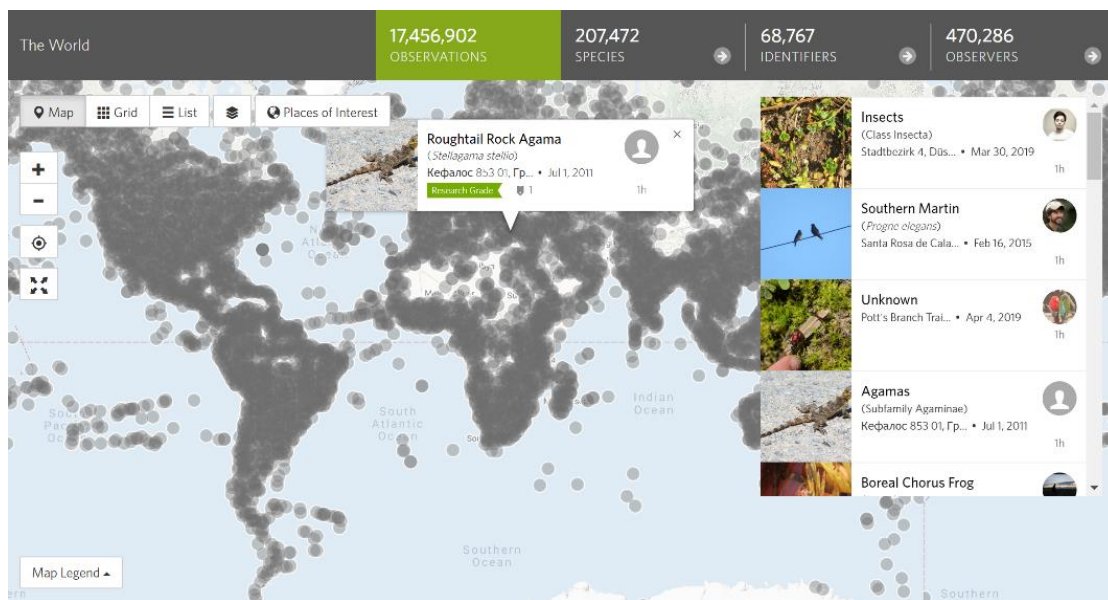 The World
17,456,902
OBSERVATIONS
207,472
SPECIES
68,767
IDENTIFIERS
470,286
OBSERVERS
Map
Grid
List
Places of Interest
+
-
Roughtail Rock Agama
(Stellagama stellio)
Кефалос 853 01, Гр... • Jul 1, 2011
Research Grade
1
1h
×
Insects
(Class Insecta)
Stadtbezirk 4, Düs... • Mar 30, 2019
1h
Southern Martin
(Progne elegans)
Santa Rosa de Cala... • Feb 16, 2015
1h
Unknown
Pott's Branch Trai... • Apr 4, 2019
1h
Agamas
(Subfamily Agaminae)
Кефалос 853 01, Гр... • Jul 1, 2011
1h
Boreal Chorus Frog
Indian
Ocean
South
Atlantic
Ocean
Southern
Ocean
Southern
Map Legend